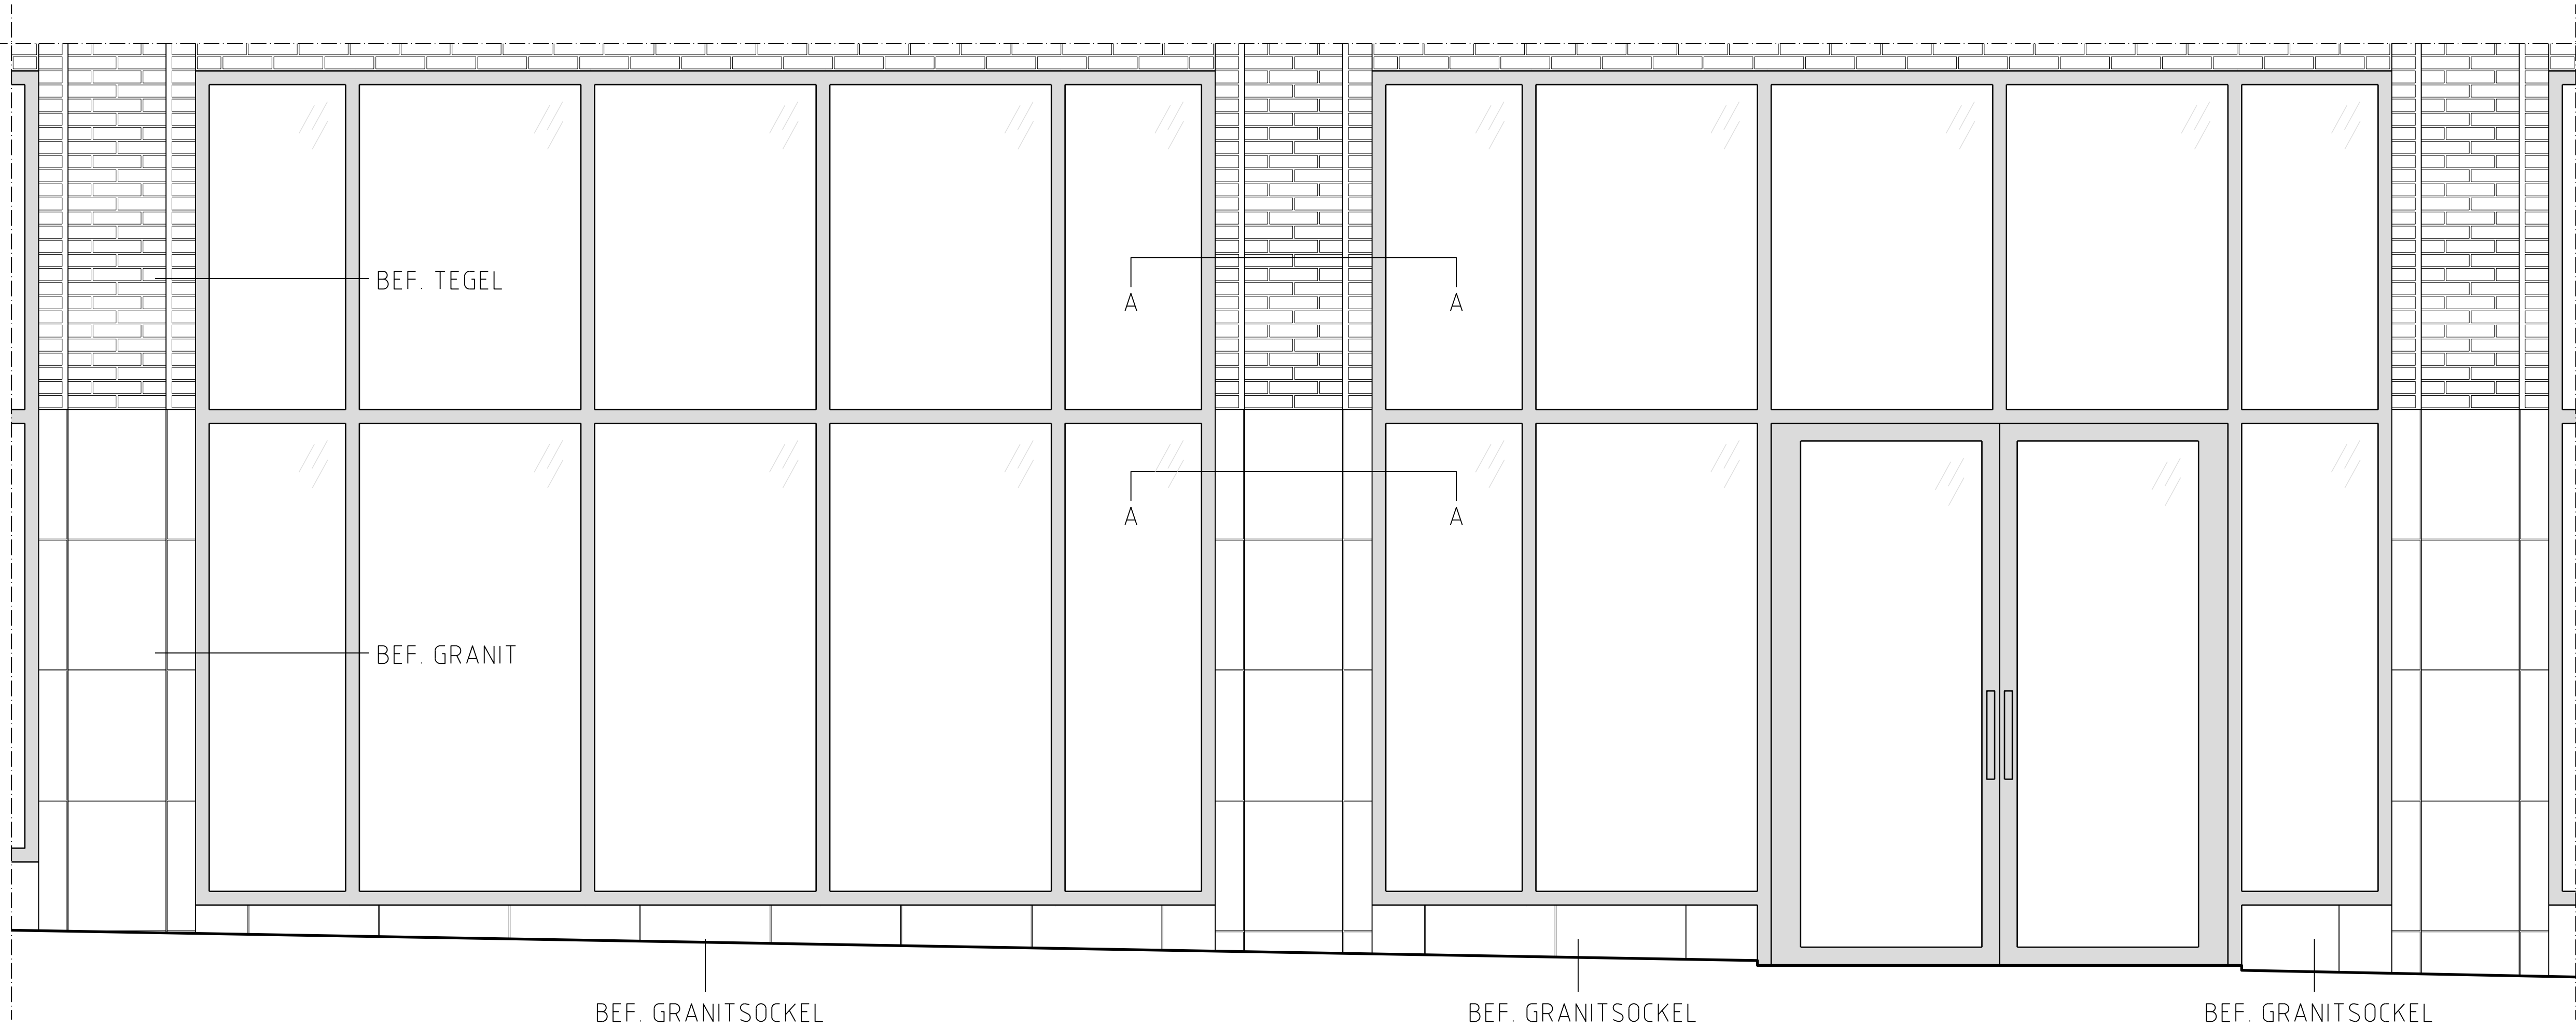 BEF. TEGEL
A A
A A
BEF. GRANIT
BEF. GRANITSOCKEL BEF. GRANITSOCKEL BEF. GRANITSOCKEL